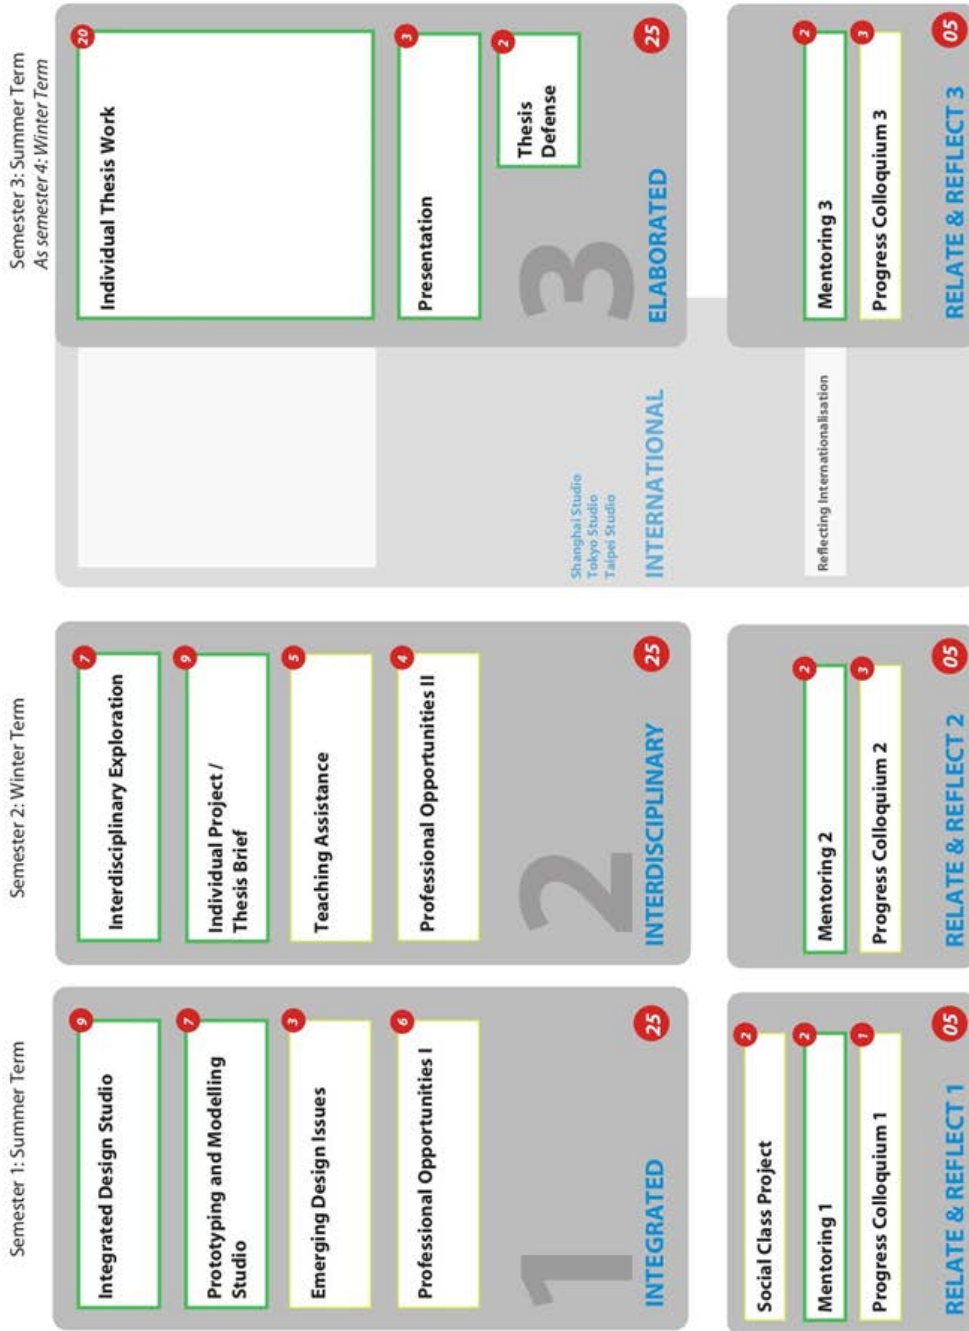 Semester 1: Summer Term
Integrated Design Studio
9
Prototyping and Modelling
Studio
7
Emerging Design Issues
3
Professional Opportunities I
6
1
INTEGRATED
25
Social Class Project
2
Mentoring 1
2
Progress Colloquium 1
1
RELATE & REFLECT 1
05
Semester 2: Winter Term
Interdisciplinary Exploration
7
Individual Project /
Thesis Brief
9
Teaching Assistance
5
Professional Opportunities II
4
2
INTERDISCIPLINARY
25
Mentoring 2
2
Progress Colloquium 2
3
RELATE & REFLECT 2
05
Shanghai Studio
Tokyo Studio
Taipei Studio
INTERNATIONAL
Reflecting Internationalisation
Semester 3: Summer Term
As semester 4: Winter Term
Individual Thesis Work
20
Presentation
3
Thesis
Defense
2
3
ELABORATED
25
Mentoring 3
2
Progress Colloquium 3
3
RELATE & REFLECT 3
05